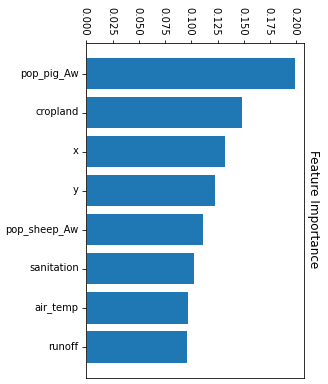 0.000
0.025
0.050
0.075
0.100
0.125
0.150
0.175
0.200
pop_pig_Aw
cropland
x
y
pop_sheep_Aw
sanitation
air_temp
runoff
Feature Importance